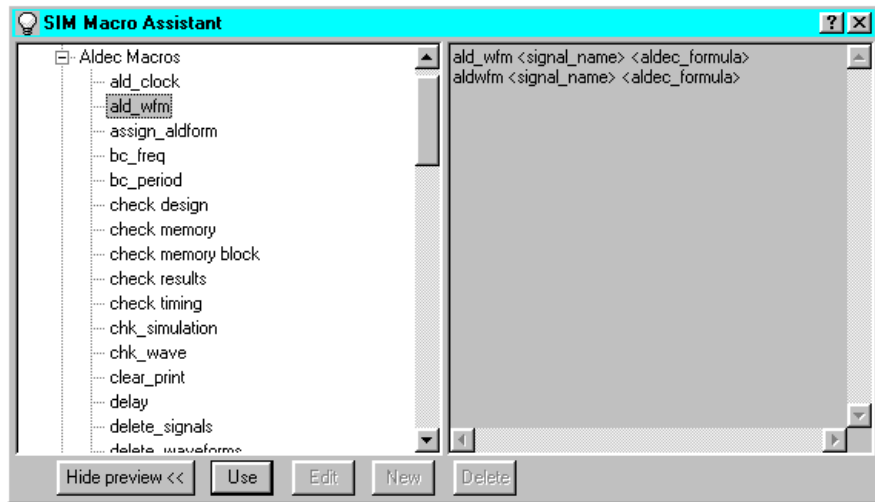 SIM Macro Assistant
Aldec Macros
ald_clock
ald_wfm
assign_aldform
bc_freq
bc_period
check design
check memory
check memory block
check results
check timing
chk_simulation
chk_wave
clear_print
delay
delete_signals
delete_waveforms
ald_wfm <signal_name> <aldec_formula>
aldwfm <signal_name> <aldec_formula>
Hide preview << Use Edit New Delete